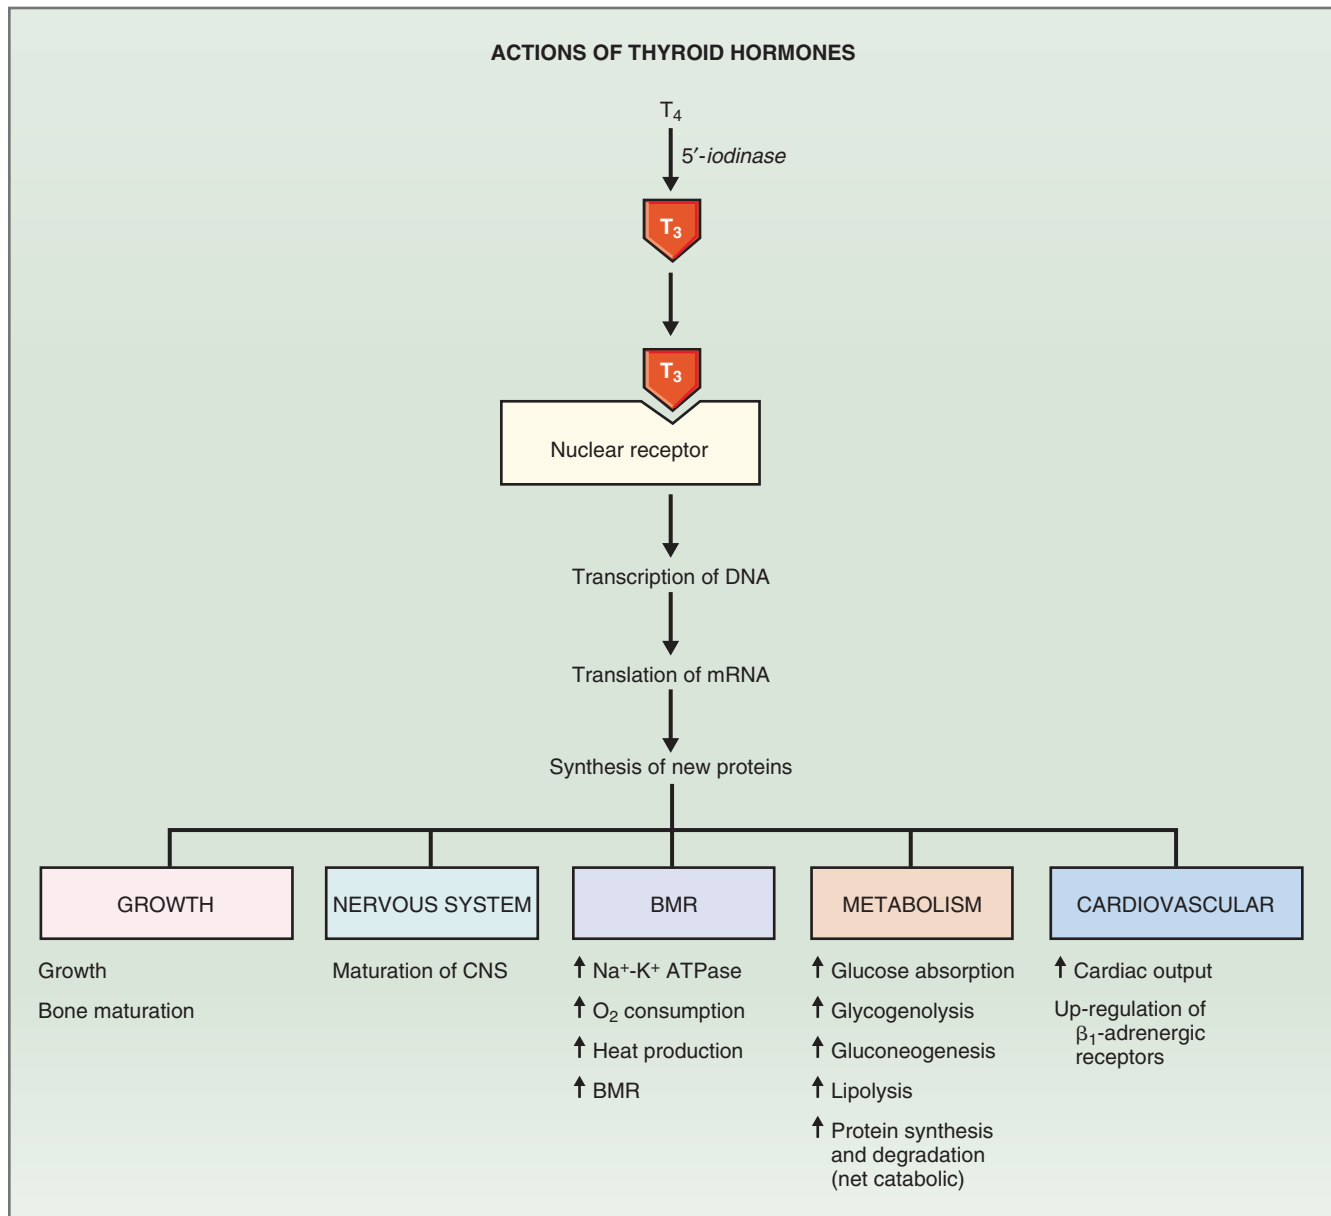 ACTIONS OF THYROID HORMONES
T₄
5′-iodinase
T₃
T₃
Nuclear receptor
Transcription of DNA
Translation of mRNA
Synthesis of new proteins
GROWTH
Growth
Bone maturation
NERVOUS SYSTEM
Maturation of CNS
BMR
↑ Na⁺-K⁺ ATPase
↑ O₂ consumption
↑ Heat production
↑ BMR
METABOLISM
↑ Glucose absorption
↑ Glycogenolysis
↑ Gluconeogenesis
↑ Lipolysis
↑ Protein synthesis
and degradation
(net catabolic)
CARDIOVASCULAR
↑ Cardiac output
Up-regulation of
β₁-adrenergic
receptors